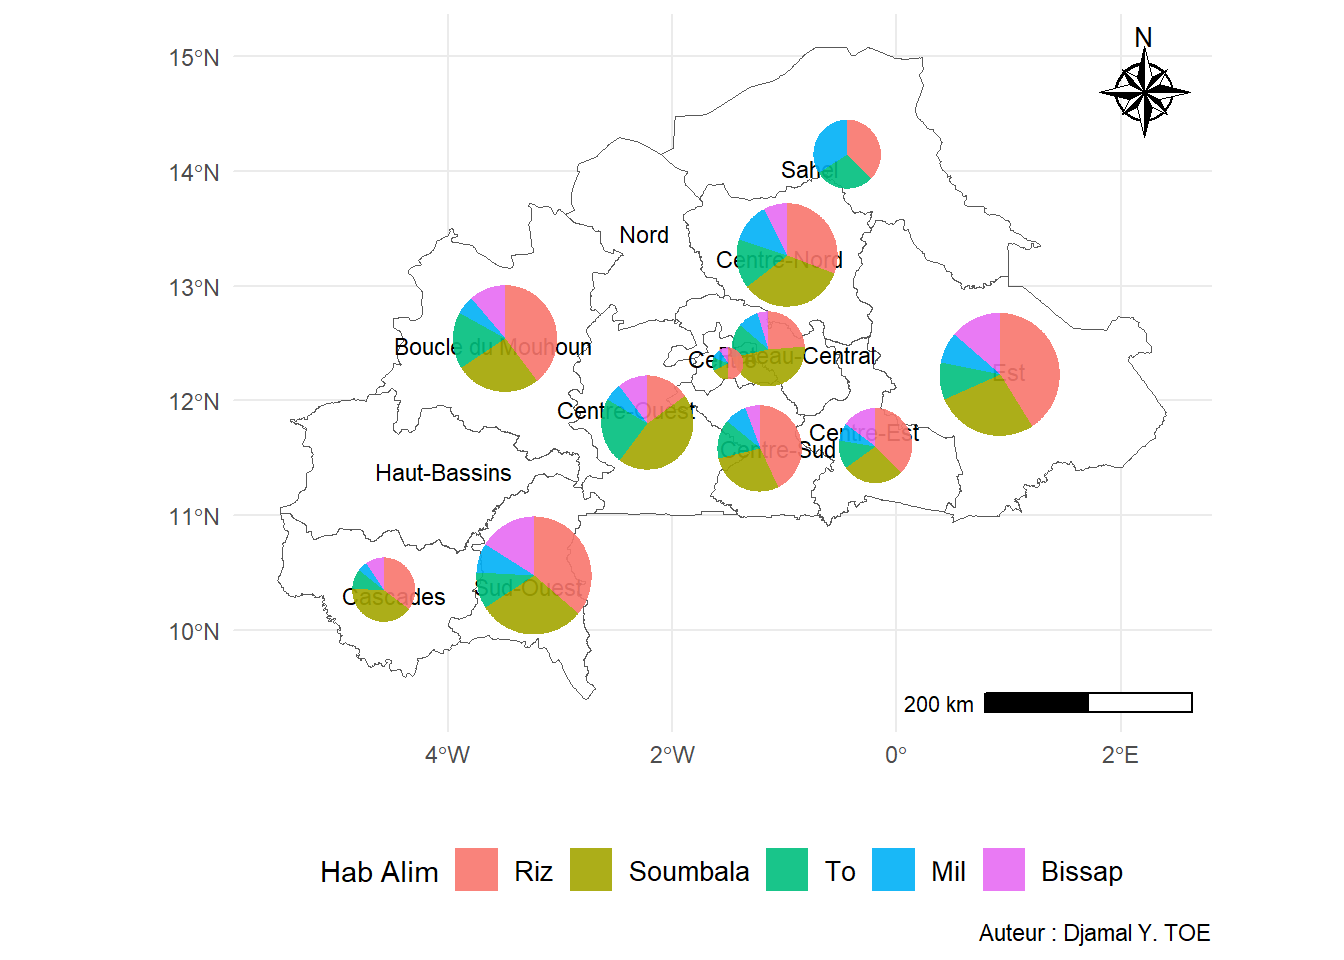 N
15°N
14°N
13°N
12°N
11°N
10°N
Sahel
Nord
Centre-Nord
Boucle du Mouhoun
Centre
Plateau-Central
Est
Centre-Ouest
Centre-Est
Centre-Sud
Haut-Bassins
Sud-Ouest
Cascades
200 km
4°W 2°W 0° 2°E
Hab Alim Riz Soumbala To Mil Bissap
Auteur : Djamal Y. TOE